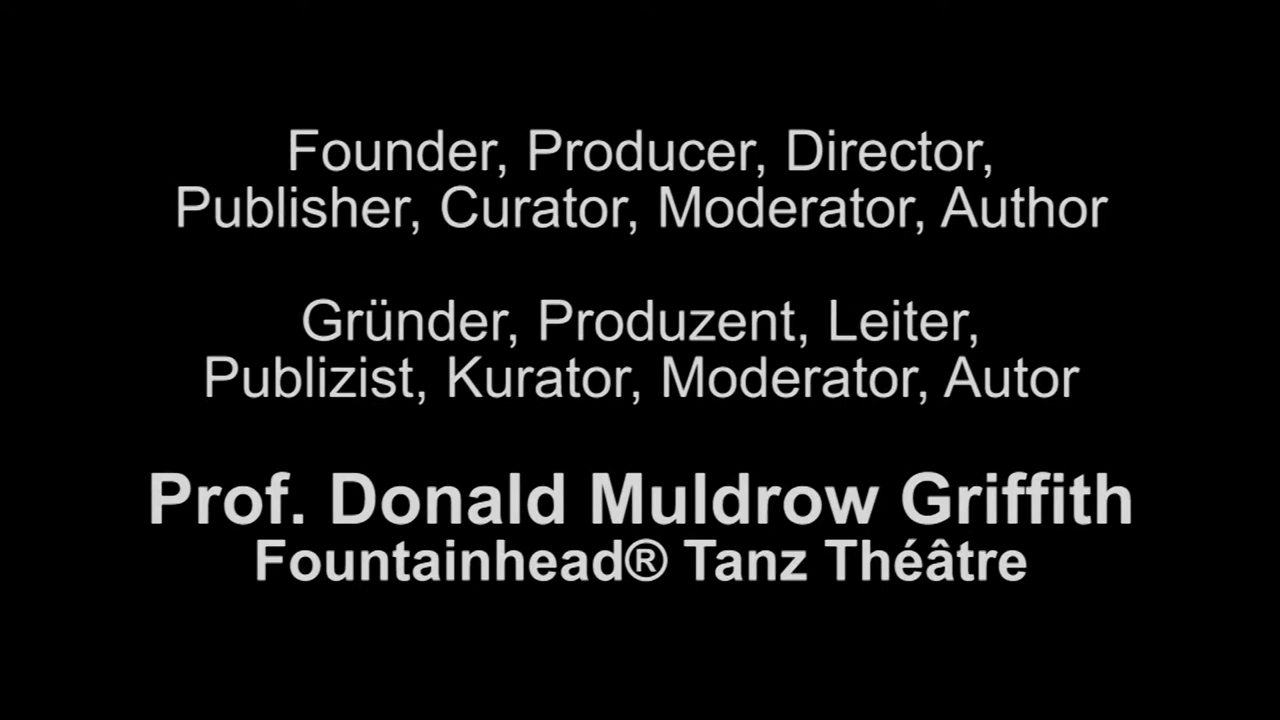 Founder, Producer, Director,
Publisher, Curator, Moderator, Author
Gründer, Produzent, Leiter,
Publizist, Kurator, Moderator, Autor
Prof. Donald Muldrow Griffith
Fountainhead® Tanz Théâtre